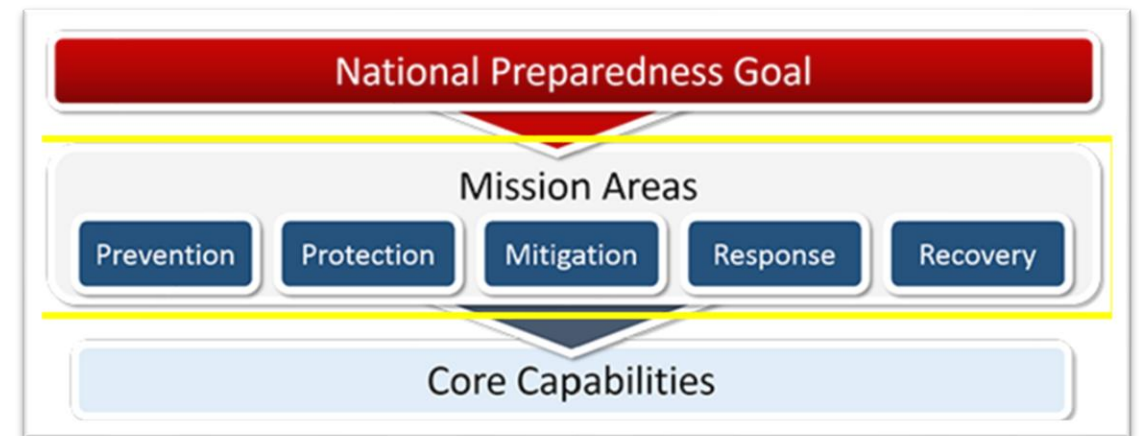 National Preparedness Goal
Mission Areas
Prevention Protection Mitigation Response Recovery
Core Capabilities